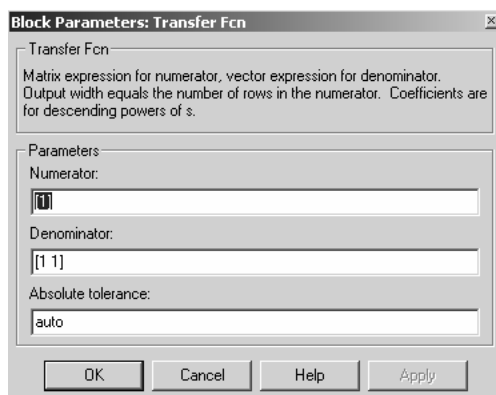 Block Parameters: Transfer Fcn
Transfer Fcn
Matrix expression for numerator, vector expression for denominator.
Output width equals the number of rows in the numerator. Coefficients are
for descending powers of s.
Parameters
Numerator:
[1]
Denominator:
[1 1]
Absolute tolerance:
auto
OK Cancel Help Apply